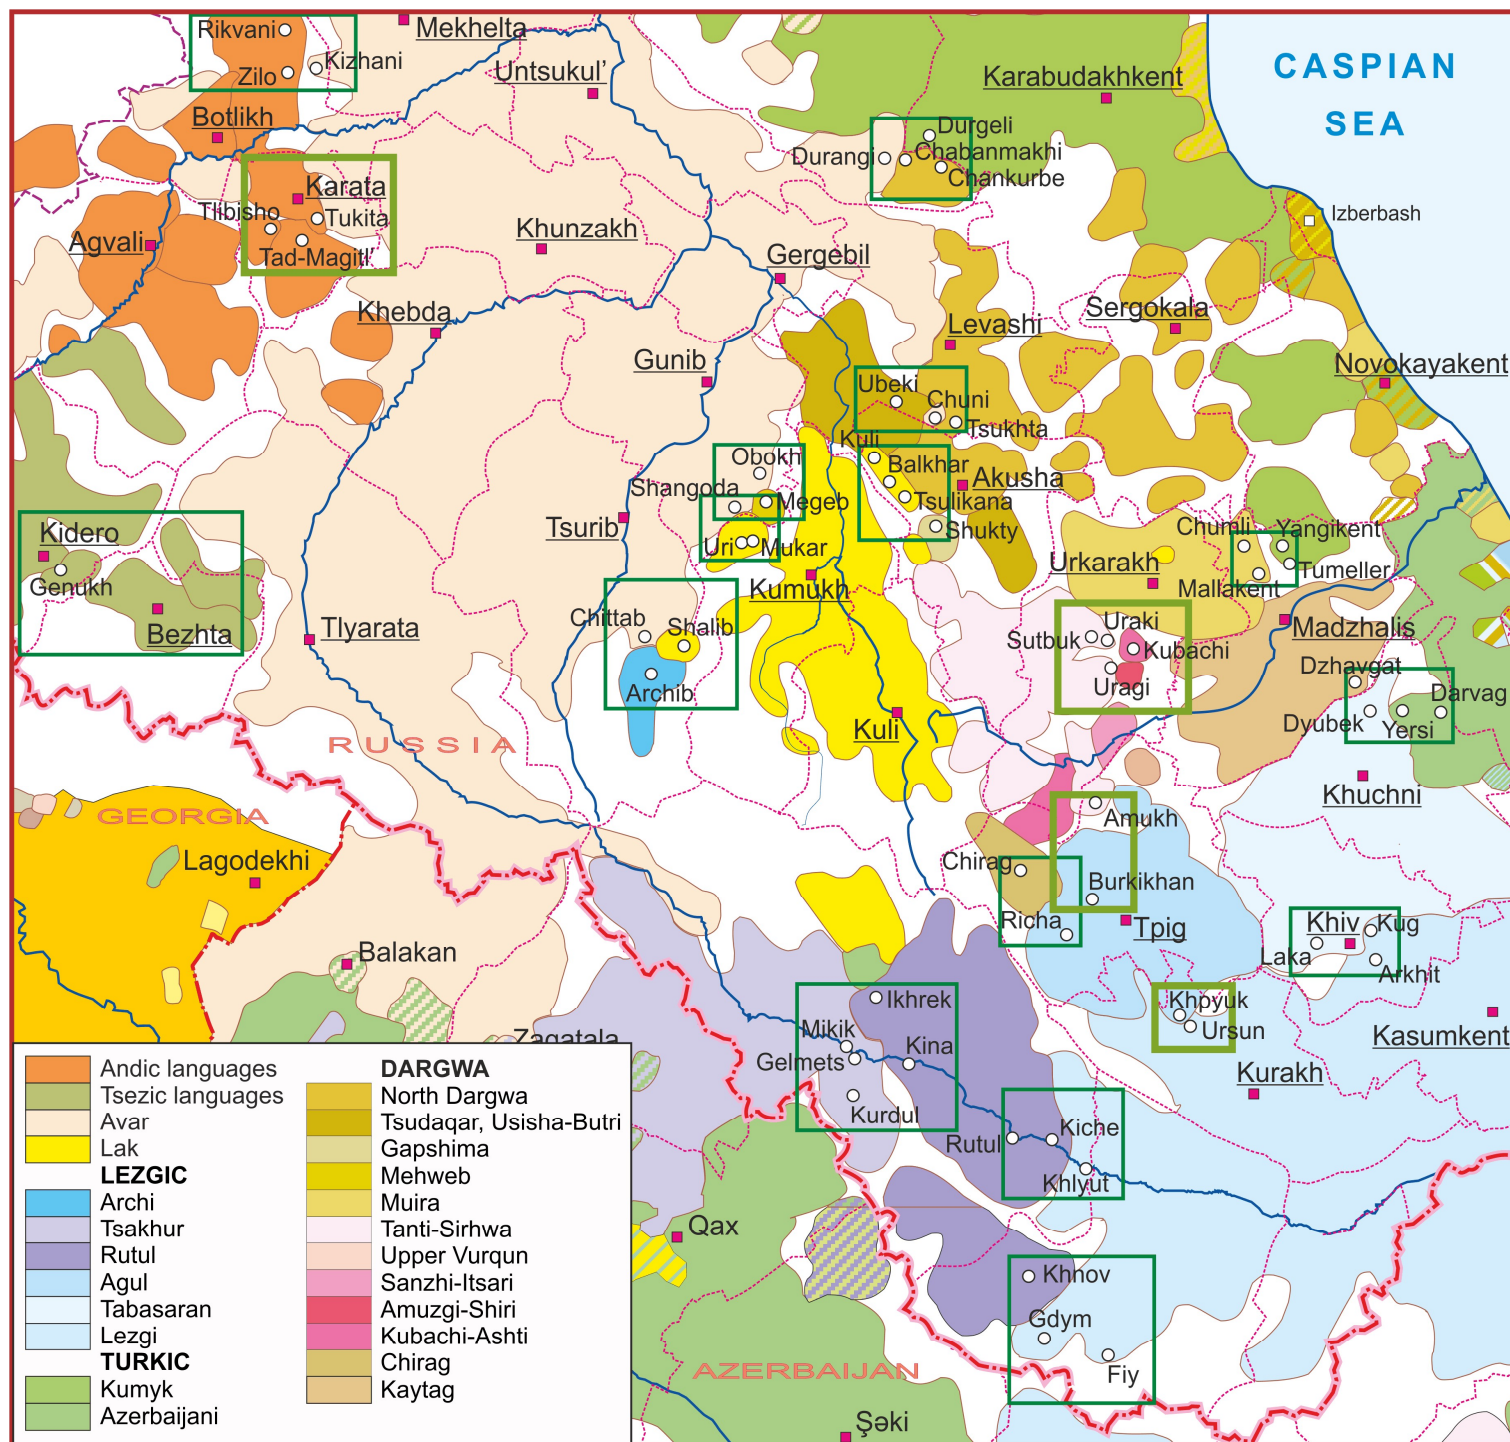 Rikvani
Mekhelta
Zilo
Kizhani
Untsukul’
CASPIAN
SEA
Karabudakhkent
Botlikh
Durgeli
Durangi
Chabanmakhi
Chankurbe
Karata
Tlibisho
Tukita
Tad-Magitl’
Agvali
Khunzakh
Izberbash
Gergebil
Khebda
Levashi
Sergokala
Gunib
Novokayakent
Ubeki
Chuni
Tsukhta
Kuli
Obokh
Balkhar
Akusha
Shangoda
Megeb
Tsulikana
Shukty
Tsurib
Uri
Mukar
Chumli
Yangikent
Kidero
Genukh
Urkarakh
Tumeller
Mallakent
Kumukh
Bezhta
Tlyarata
Chittab
Shalib
Archib
Uraki
Sutbuk
Kubachi
Uragi
Madzhalis
Dzhavgat
Darvag
Dyubek
Yersi
RUSSIA
Kuli
Khuchni
GEORGIA
Amukh
Lagodekhi
Chirag
Burkikhan
Richa
Tpig
Khiv
Kug
Laka
Arkhit
Balakan
Ikhrek
Khpyuk
Ursun
Zagatala
Mikik
Kina
Gelmets
Kasumkent
Kurakh
Kurdul
Rutul
Kiche
Khlyut
Qax
Khnov
Gdym
Fiy
AZERBAIJAN
Şəki
Andic languages
Tsezic languages
Avar
Lak
LEZGIC
Archi
Tsakhur
Rutul
Agul
Tabasaran
Lezgi
TURKIC
Kumyk
Azerbaijani
DARGWA
North Dargwa
Tsudaqar, Usisha-Butri
Gapshima
Mehweb
Muira
Tanti-Sirhwa
Upper Vurqun
Sanzhi-Itsari
Amuzgi-Shiri
Kubachi-Ashti
Chirag
Kaytag